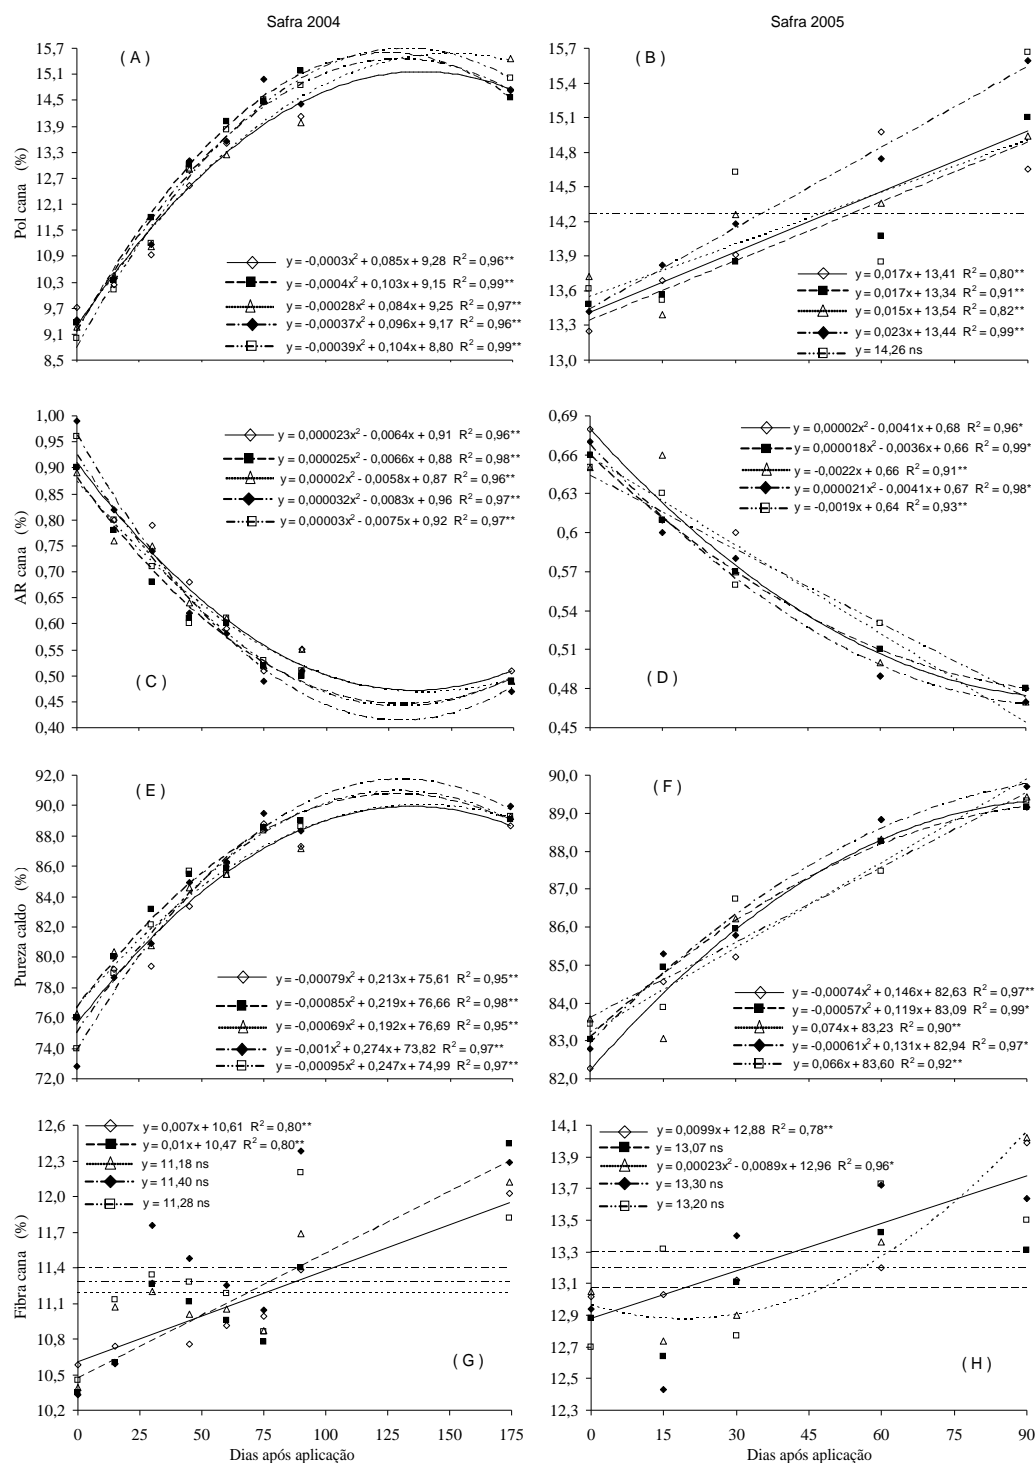 Safra 2004
Safra 2005
Pol cana (%)
15,7
15,1
14,5
13,9
13,3
12,7
12,1
11,5
10,9
10,3
9,7
9,1
8,5
( A )
y = -0,0003x² + 0,085x + 9,28 R² = 0,96**
y = -0,0004x² + 0,103x + 9,15 R² = 0,99**
y = -0,00028x² + 0,084x + 9,25 R² = 0,97**
y = -0,00037x² + 0,096x + 9,17 R² = 0,96**
y = -0,00039x² + 0,104x + 8,80 R² = 0,99**
0 25 50 75 100 125 150 175
15,7
15,4
15,1
14,8
14,5
14,2
13,9
13,6
13,3
13,0
( B )
y = 0,017x + 13,41 R² = 0,80**
y = 0,017x + 13,34 R² = 0,91**
y = 0,015x + 13,54 R² = 0,82**
y = 0,023x + 13,44 R² = 0,99**
y = 14,26 ns
0 15 30 45 60 75 90
AR cana (%)
1,00
0,95
0,90
0,85
0,80
0,75
0,70
0,65
0,60
0,55
0,50
0,45
0,40
y = 0,000023x² - 0,0064x + 0,91 R² = 0,96**
y = 0,000025x² - 0,0066x + 0,88 R² = 0,98**
y = 0,00002x² - 0,0058x + 0,87 R² = 0,96**
y = 0,000032x² - 0,0083x + 0,96 R² = 0,97**
y = 0,00003x² - 0,0075x + 0,92 R² = 0,97**
( C )
0,69
0,66
0,63
0,6
0,57
0,54
0,51
0,48
0,45
y = 0,00002x² - 0,0041x + 0,68 R² = 0,96*
y = 0,000018x² - 0,0036x + 0,66 R² = 0,99*
y = -0,0022x + 0,66 R² = 0,91**
y = 0,000021x² - 0,0041x + 0,67 R² = 0,98*
y = -0,0019x + 0,64 R² = 0,93**
( D )
Pureza caldo (%)
92,0
90,0
88,0
86,0
84,0
82,0
80,0
78,0
76,0
74,0
72,0
( E )
y = -0,00079x² + 0,213x + 75,61 R² = 0,95**
y = -0,00085x² + 0,219x + 76,66 R² = 0,98**
y = -0,00069x² + 0,192x + 76,69 R² = 0,95**
y = -0,001x² + 0,274x + 73,82 R² = 0,97**
y = -0,00095x² + 0,247x + 74,99 R² = 0,97**
90,0
89,0
88,0
87,0
86,0
85,0
84,0
83,0
82,0
( F )
y = -0,00074x² + 0,146x + 82,63 R² = 0,97**
y = -0,00057x² + 0,119x + 83,09 R² = 0,99*
y = 0,074x + 83,23 R² = 0,90**
y = -0,00061x² + 0,131x + 82,94 R² = 0,97*
y = 0,066x + 83,60 R² = 0,92**
Fibra cana (%)
12,6
12,3
12,0
11,7
11,4
11,1
10,8
10,5
10,2
y = 0,007x + 10,61 R² = 0,80**
y = 0,01x + 10,47 R² = 0,80**
y = 11,18 ns
y = 11,40 ns
y = 11,28 ns
( G )
0 25 50 75 100 125 150 175
Dias após aplicação
14,1
13,9
13,7
13,5
13,3
13,1
12,9
12,7
12,5
12,3
y = 0,0099x + 12,88 R² = 0,78**
y = 13,07 ns
y = 0,00023x² - 0,0089x + 12,96 R² = 0,96*
y = 13,30 ns
y = 13,20 ns
( H )
0 15 30 45 60 75 90
Dias após aplicação